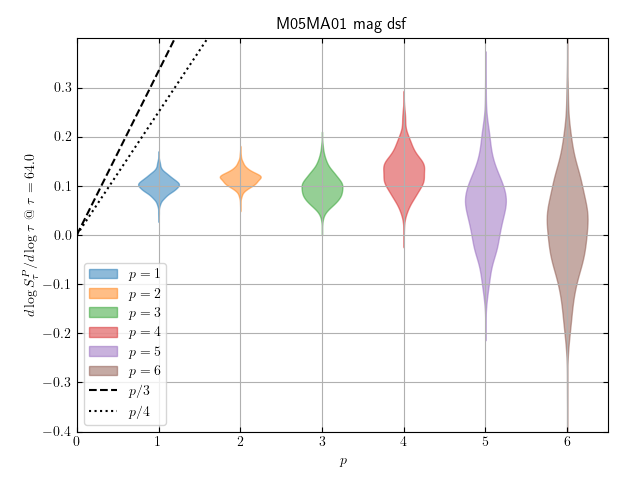 M05MA01 mag dsf
d log S_τ^P / d log τ @ τ = 64.0
0.3
0.2
0.1
0.0
−0.1
−0.2
−0.3
−0.4
p = 1
p = 2
p = 3
p = 4
p = 5
p = 6
p/3
p/4
0 1 2 3 4 5 6
p